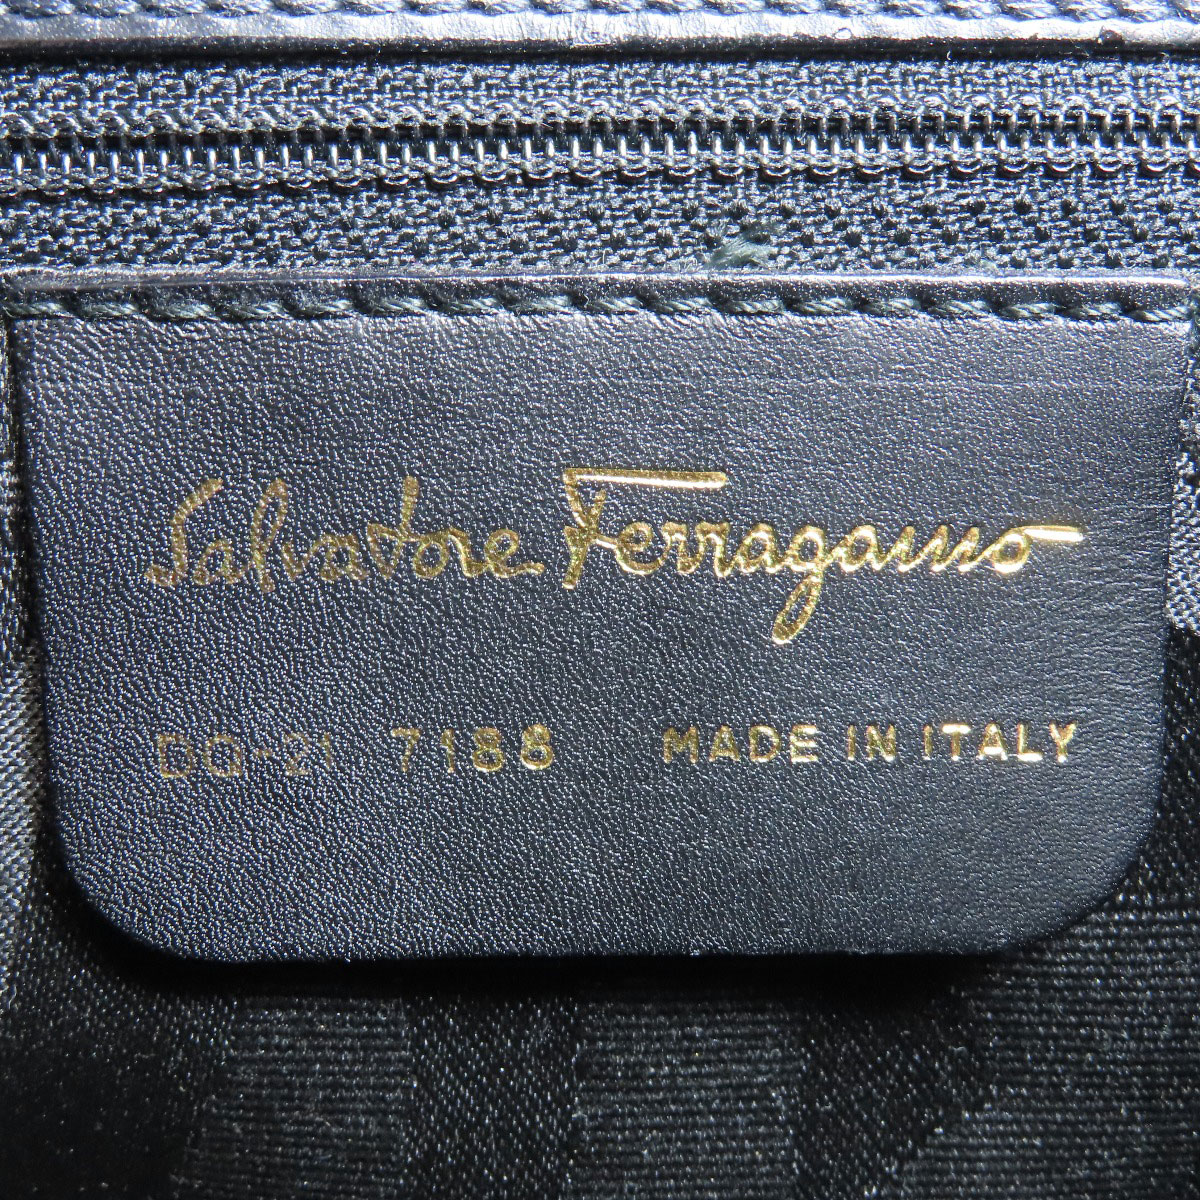 Salvatore Ferragamo
DQ-21 7188 MADE IN ITALY